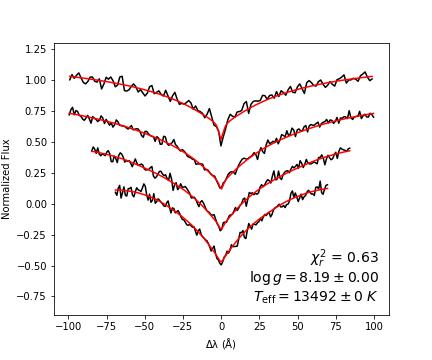 1.25
1.00
0.75
0.50
0.25
0.00
−0.25
−0.50
−0.75
Normalized Flux
χ²ᵣ = 0.63
log g = 8.19 ± 0.00
T_eff = 13492 ± 0 K
−100 −75 −50 −25 0 25 50 75 100
Δλ (Å)